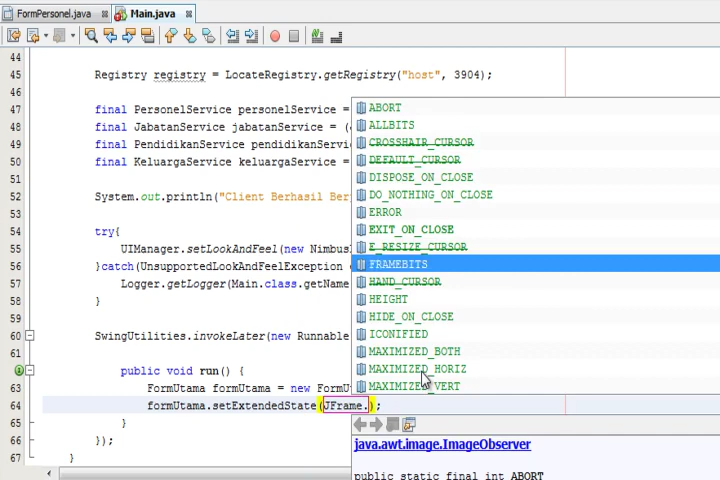 FormPersonel.java
Main.java
44
45 Registry registry = LocateRegistry.getRegistry("host", 3904);
46
47 final PersonelService personelService =
48 final JabatanService jabatanService = (
49 final PendidikanService pendidikanService =
50 final KeluargaService keluargaService =
51
52 System.out.println("Client Berhasil Ber
53
54 try{
55 UIManager.setLookAndFeel(new Nimbus
56 }catch(UnsupportedLookAndFeelException
57 Logger.getLogger(Main.class.getName
58 }
59
60 SwingUtilities.invokeLater(new Runnable
61
public void run() {
63 FormUtama formUtama = new FormU
64 formUtama.setExtendedState(JFrame.);
65 }
66 });
67 }
ABORT
ALLBITS
CROSSHAIR_CURSOR
DEFAULT_CURSOR
DISPOSE_ON_CLOSE
DO_NOTHING_ON_CLOSE
ERROR
EXIT_ON_CLOSE
E_RESIZE_CURSOR
FRAMEBITS
HAND_CURSOR
HEIGHT
HIDE_ON_CLOSE
ICONIFIED
MAXIMIZED_BOTH
MAXIMIZED_HORIZ
MAXIMIZED_VERT
java.awt.image.ImageObserver
public static final int ABORT